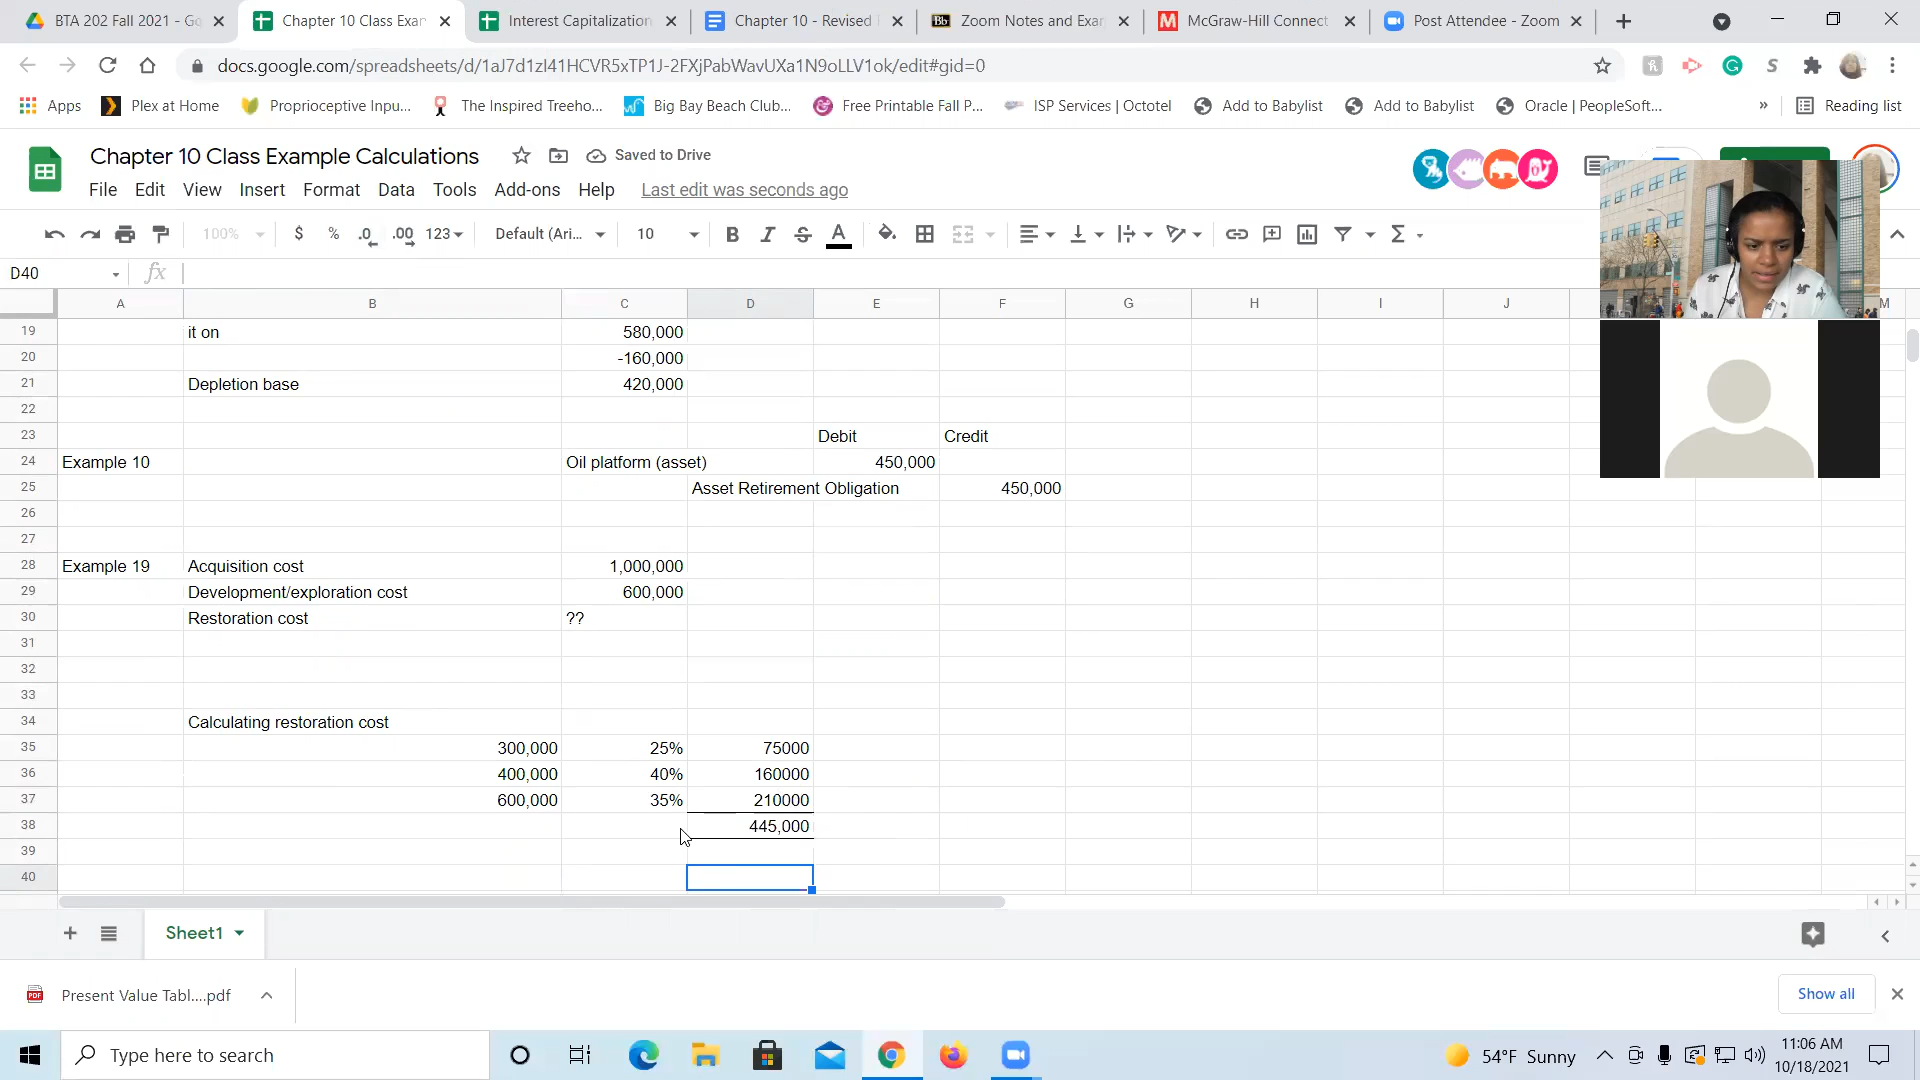 BTA 202 Fall 2021 - Go
Chapter 10 Class Exar
Interest Capitalization
Chapter 10 - Revised
Bb Zoom Notes and Exar
M McGraw-Hill Connect
Post Attendee - Zoom
docs.google.com/spreadsheets/d/1aJ7d1zI41HCVR5xTP1J-2FXjPabWavUXa1N9oLLV1ok/edit#gid=0
Apps Plex at Home Proprioceptive Inpu... The Inspired Treeho... Big Bay Beach Club... Free Printable Fall P... ISP Services | Octotel Add to Babylist Add to Babylist Oracle | PeopleSoft... » Reading list
Chapter 10 Class Example Calculations Saved to Drive
File Edit View Insert Format Data Tools Add-ons Help Last edit was seconds ago
100% $ % .0 .00 123 Default (Ari... 10 B I S A Σ
D40 fx
A B C D E F G H I J M
19 it on 580,000
20 -160,000
21 Depletion base 420,000
22
23 Debit Credit
24 Example 10 Oil platform (asset) 450,000
25 Asset Retirement Obligation 450,000
26
27
28 Example 19 Acquisition cost 1,000,000
29 Development/exploration cost 600,000
30 Restoration cost ??
31
32
33
34 Calculating restoration cost
35 300,000 25% 75000
36 400,000 40% 160000
37 600,000 35% 210000
38 445,000
39
40
Sheet1
PDF Present Value Tabl....pdf Show all
Type here to search
54°F Sunny
11:06 AM
10/18/2021